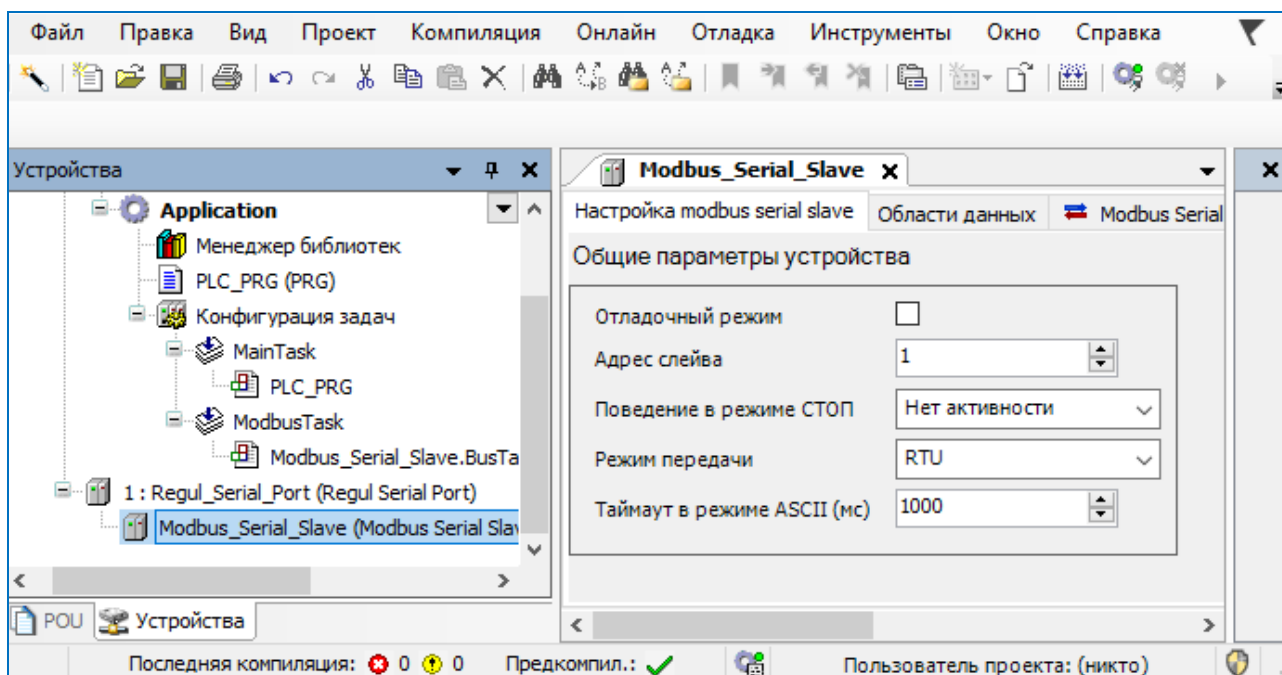 Файл Правка Вид Проект Компиляция Онлайн Отладка Инструменты Окно Справка
Устройства
Application
Менеджер библиотек
PLC_PRG (PRG)
Конфигурация задач
MainTask
PLC_PRG
ModbusTask
Modbus_Serial_Slave.BusTa
1 : Regul_Serial_Port (Regul Serial Port)
Modbus_Serial_Slave (Modbus Serial Slav
POU Устройства
Modbus_Serial_Slave
Настройка modbus serial slave Области данных Modbus Serial
Общие параметры устройства
Отладочный режим
Адрес слейва 1
Поведение в режиме СТОП Нет активности
Режим передачи RTU
Таймаут в режиме ASCII (мс) 1000
Последняя компиляция: 0 0 Предкомпил.: Пользователь проекта: (никто)